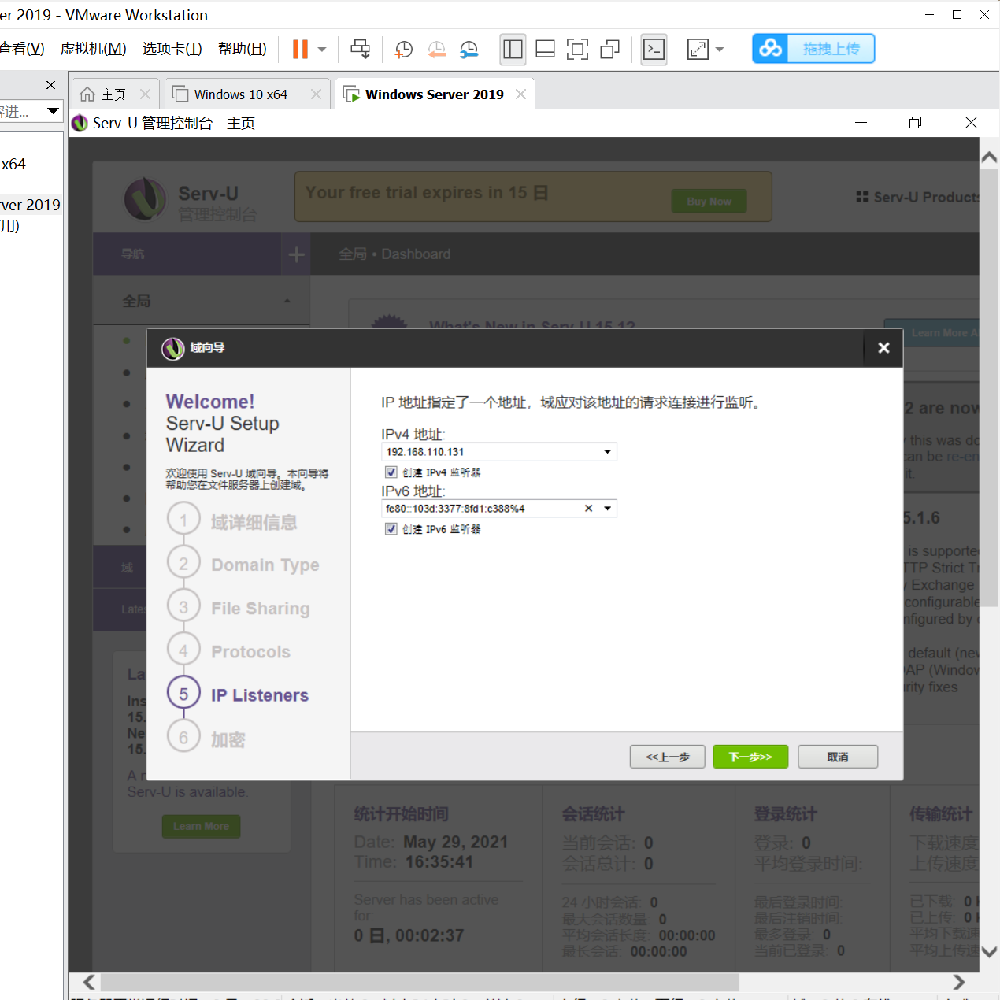 er 2019 - VMware Workstation
查看(V) 虚拟机(M) 选项卡(T) 帮助(H) 拖拽上传
主页 Windows 10 x64 Windows Server 2019
容进...
Serv-U 管理控制台 - 主页
x64
rver 2019
用)
Serv-U
管理控制台
Your free trial expires in 15 日
Buy Now
Serv-U Products
导航
全局 • Dashboard
全局
What's New in Serv-U 15.1?
Learn More A
域向导
Welcome!
Serv-U Setup
Wizard
欢迎使用 Serv-U 域向导。本向导将
帮助您在文件服务器上创建域。
1 域详细信息
2 Domain Type
3 File Sharing
4 Protocols
5 IP Listeners
6 加密
IP 地址指定了一个地址，域应对该地址的请求连接进行监听。
IPv4 地址:
192.168.110.131
创建 IPv4 监听器
IPv6 地址:
fe80::103d:3377:8fd1:c388%4
创建 IPv6 监听器
<<上一步 下一步>> 取消
2 are now
this was do
can be re-en
it.
5.1.6
is supporte
TTP Strict Tr
y Exchange
configurable
nfigured by
default (new
DAP (Window
urity fixes
域
Lates
La
Ins
15.
Ne
15.
A n
Serv-U is available.
Learn More
统计开始时间
Date: May 29, 2021
Time: 16:35:41
Server has been active
for:
0 日, 00:02:37
会话统计
当前会话: 0
会话总计: 0
24 小时会话: 0
最大会话数量: 0
平均会话长度: 00:00:00
最长会话: 00:00:00
登录统计
登录: 0
平均登录时间:
最后登录时间:
最后注销时间:
最多登录: 0
当前已登录: 0
传输统计
下载速度
上传速度
已下载: 0
已上传: 0
平均下载速
平均上传速